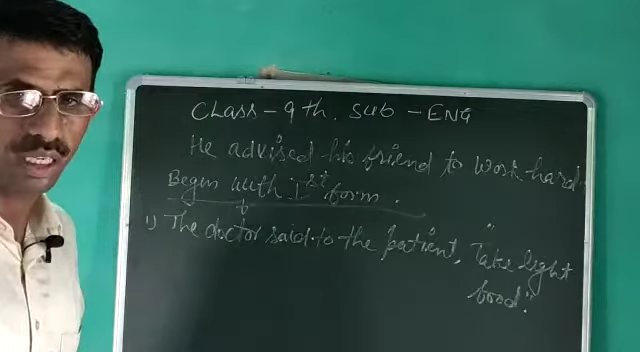 Class - 9th. Sub - ENG
He advised his friend to work hard.
Begin with Ist form.
1) The doctor said to the patient, "Take light
food."